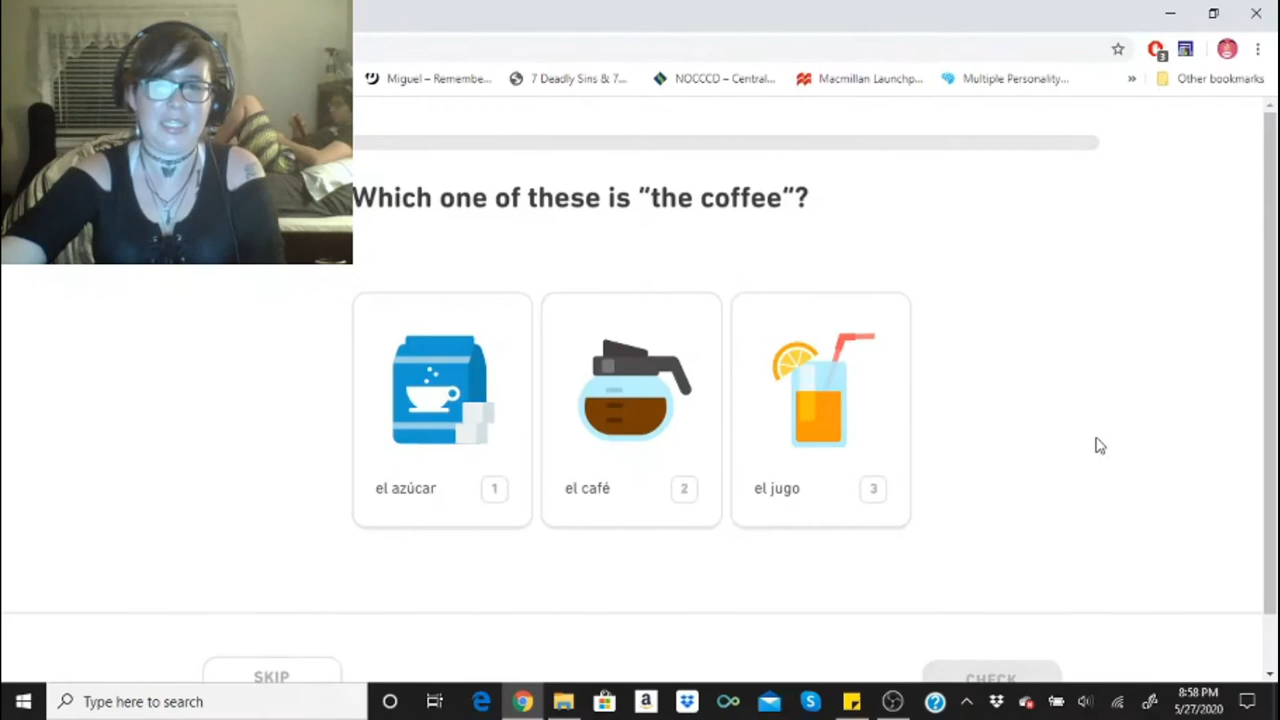 3
Miguel – Remembe...
7 Deadly Sins & 7...
NOCCCD – Central...
Macmillan Launchp...
Multiple Personality...
»
Other bookmarks
Which one of these is “the coffee”?
el azúcar 1
el café 2
el jugo 3
SKIP
CHECK
Type here to search
8:58 PM
5/27/2020